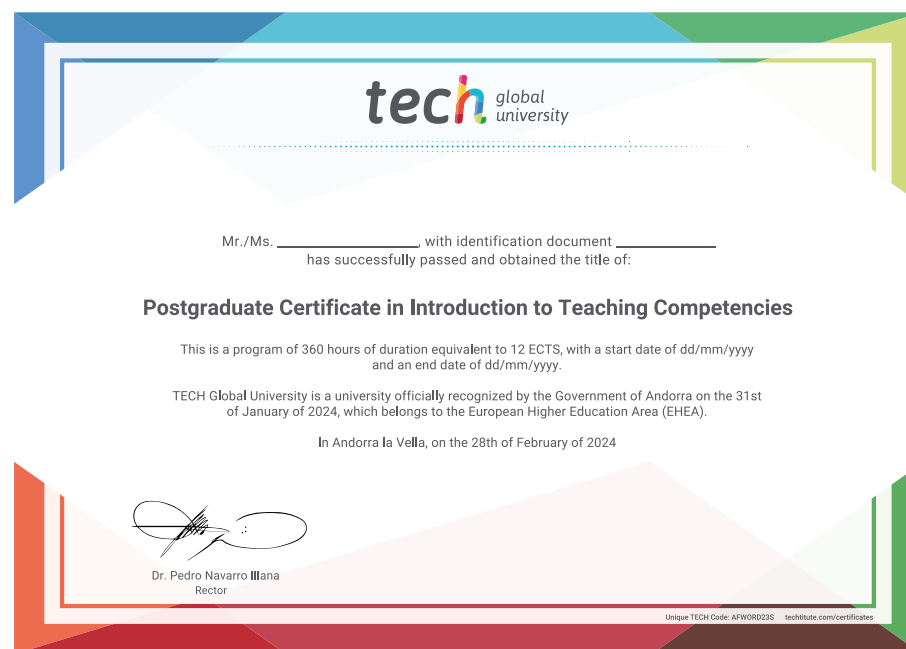 tech global
university
Mr./Ms. ____________________, with identification document ______________
has successfully passed and obtained the title of:
Postgraduate Certificate in Introduction to Teaching Competencies
This is a program of 360 hours of duration equivalent to 12 ECTS, with a start date of dd/mm/yyyy
and an end date of dd/mm/yyyy.
TECH Global University is a university officially recognized by the Government of Andorra on the 31st
of January of 2024, which belongs to the European Higher Education Area (EHEA).
In Andorra la Vella, on the 28th of February of 2024
Dr. Pedro Navarro Illana
Rector
Unique TECH Code: AFWORD23S techtitute.com/certificates